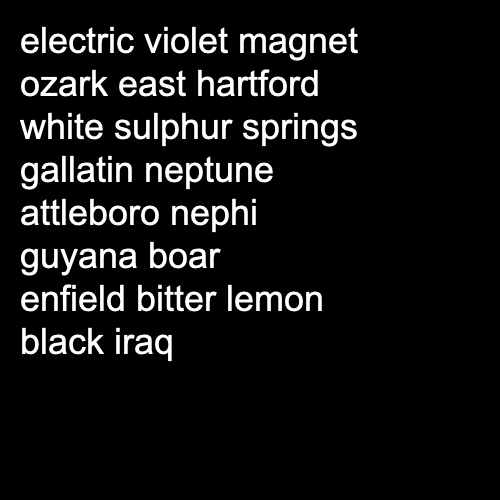 electric violet magnet
ozark east hartford
white sulphur springs
gallatin neptune
attleboro nephi
guyana boar
enfield bitter lemon
black iraq